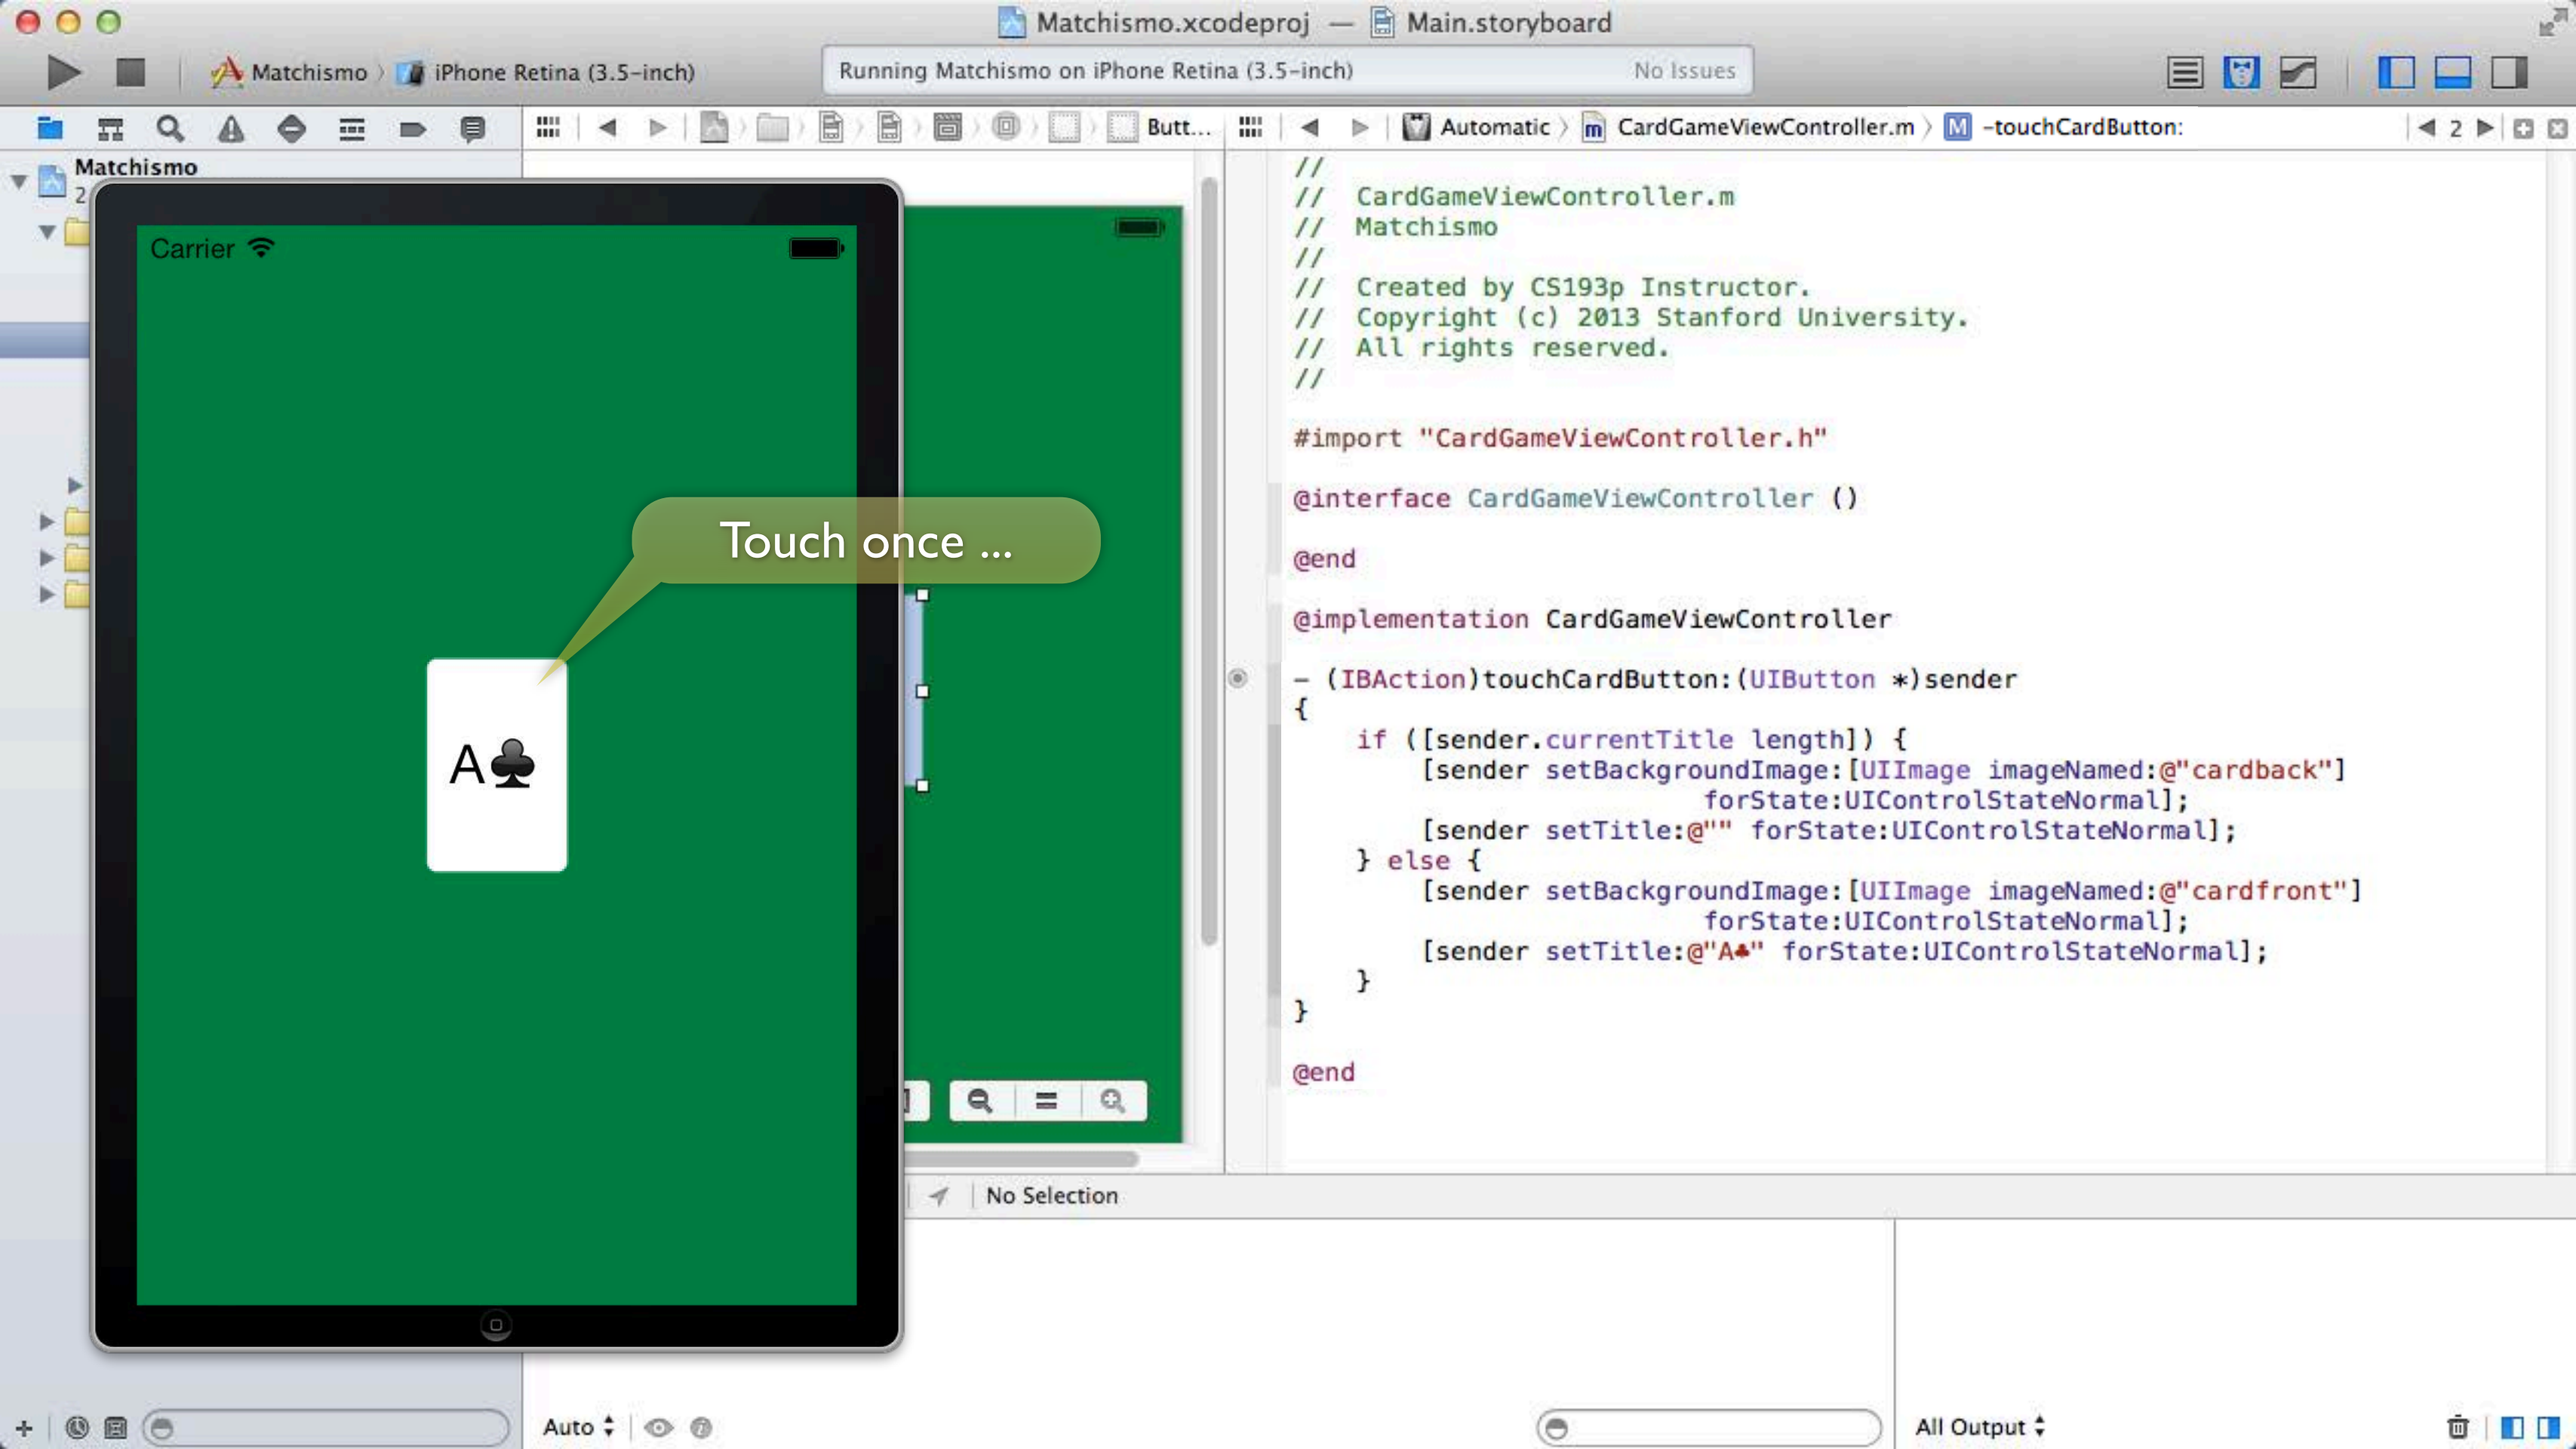 Matchismo.xcodeproj — Main.storyboard
Matchismo iPhone Retina (3.5-inch)
Running Matchismo on iPhone Retina (3.5-inch) No Issues
Butt...
Automatic CardGameViewController.m M -touchCardButton: 2
Matchismo
2
Carrier
Touch once ...
A♣
//
// CardGameViewController.m
// Matchismo
//
// Created by CS193p Instructor.
// Copyright (c) 2013 Stanford University.
// All rights reserved.
//
#import "CardGameViewController.h"
@interface CardGameViewController ()
@end
@implementation CardGameViewController
- (IBAction)touchCardButton:(UIButton *)sender
{
if ([sender.currentTitle length]) {
[sender setBackgroundImage:[UIImage imageNamed:@"cardback"]
forState:UIControlStateNormal];
[sender setTitle:@"" forState:UIControlStateNormal];
} else {
[sender setBackgroundImage:[UIImage imageNamed:@"cardfront"]
forState:UIControlStateNormal];
[sender setTitle:@"A♣" forState:UIControlStateNormal];
}
}
@end
No Selection
Auto
All Output